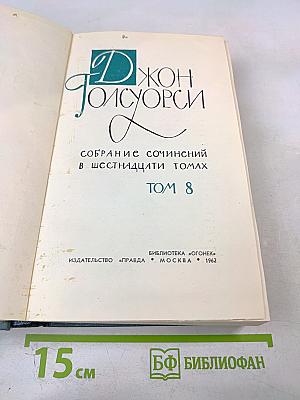 ДЖОН
ГОЛСУОРСИ
СОБРАНИЕ СОЧИНЕНИЙ
В ШЕСТНАДЦАТИ ТОМАХ
ТОМ 8
БИБЛИОТЕКА «ОГОНЕК»
ИЗДАТЕЛЬСТВО «ПРАВДА» • МОСКВА • 1962
15 см
БФ БИБЛИОФАН